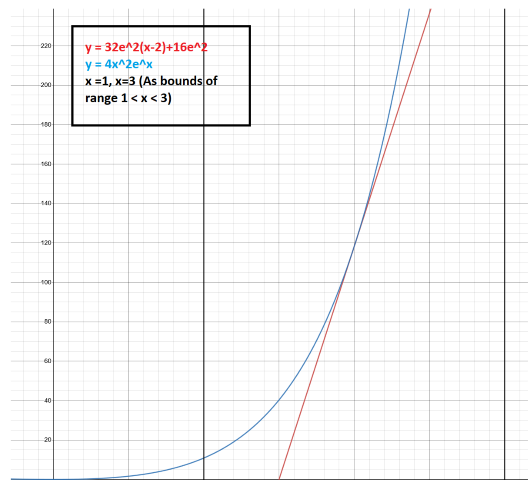 y = 32e^2(x-2)+16e^2
y = 4x^2e^x
x =1, x=3 (As bounds of
range 1 < x < 3)
220
200
180
160
140
120
100
80
60
40
20